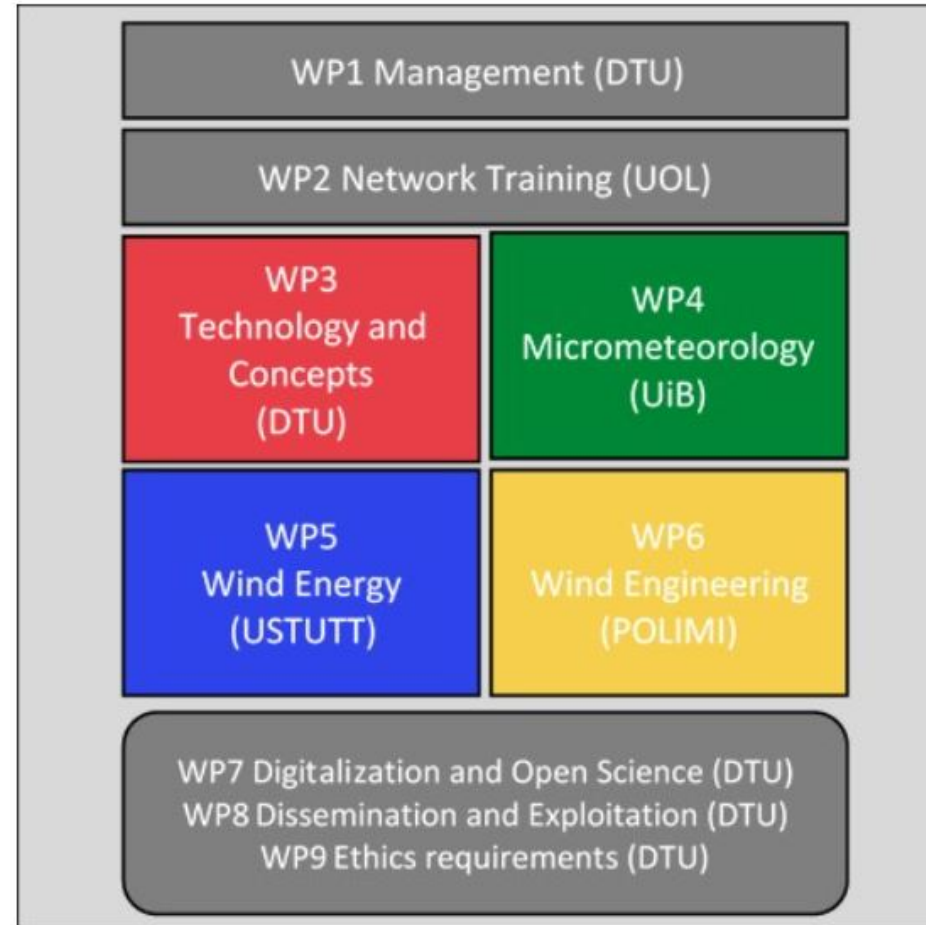 WP1 Management (DTU)
WP2 Network Training (UOL)
WP3
Technology and
Concepts
(DTU)
WP4
Micrometeorology
(UiB)
WP5
Wind Energy
(USTUTT)
WP6
Wind Engineering
(POLIMI)
WP7 Digitalization and Open Science (DTU)
WP8 Dissemination and Exploitation (DTU)
WP9 Ethics requirements (DTU)